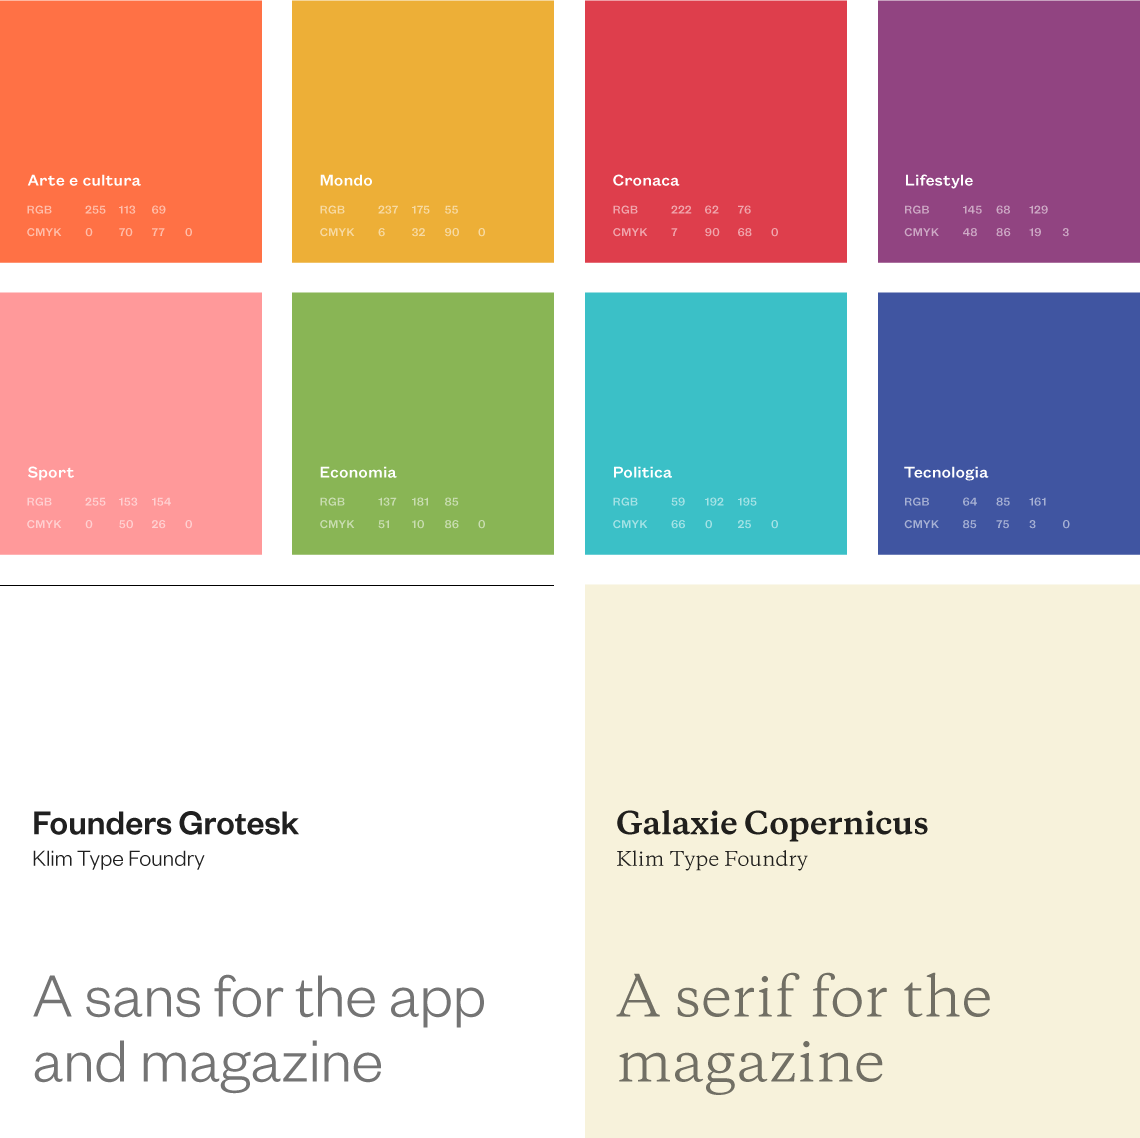 Arte e cultura
RGB 255 113 69
CMYK 0 70 77 0
Mondo
RGB 237 175 55
CMYK 6 32 90 0
Cronaca
RGB 222 62 76
CMYK 7 90 68 0
Lifestyle
RGB 145 68 129
CMYK 48 86 19 3
Sport
RGB 255 153 154
CMYK 0 50 26 0
Economia
RGB 137 181 85
CMYK 51 10 86 0
Politica
RGB 59 192 195
CMYK 66 0 25 0
Tecnologia
RGB 64 85 161
CMYK 85 75 3 0
Founders Grotesk
Klim Type Foundry
A sans for the app
and magazine
Galaxie Copernicus
Klim Type Foundry
A serif for the
magazine